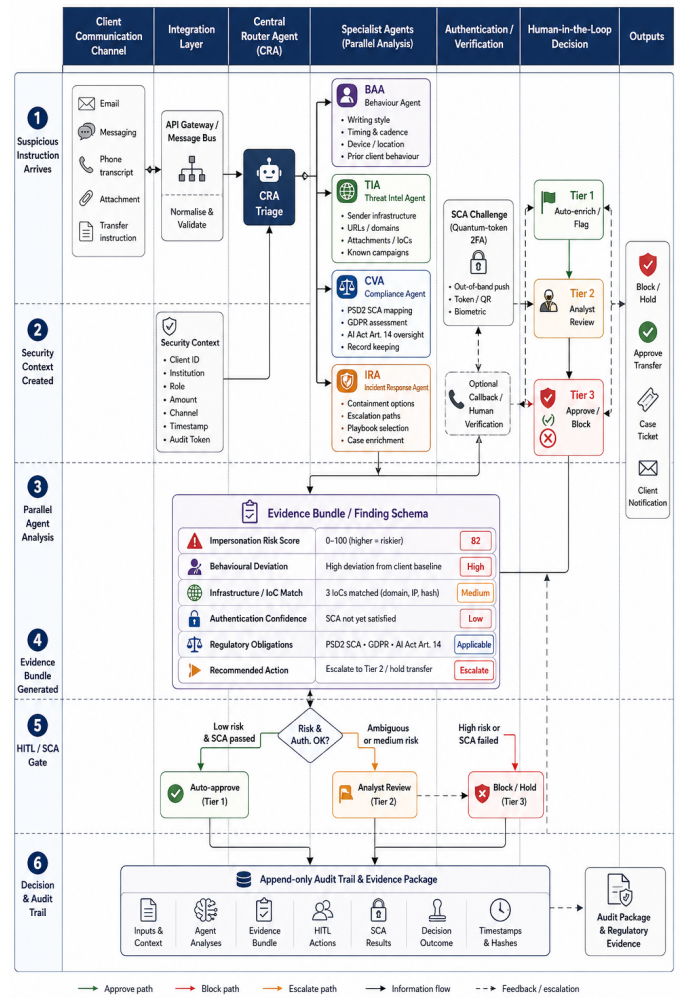 Client
Communication
Channel
Integration
Layer
Central
Router Agent
(CRA)
Specialist Agents
(Parallel Analysis)
Authentication /
Verification
Human-in-the-Loop
Decision
Outputs
1
Suspicious
Instruction
Arrives
Email
Messaging
Phone
transcript
Attachment
Transfer
instruction
API Gateway /
Message Bus
Normalise &
Validate
CRA
Triage
BAA
Behaviour Agent
• Writing style
• Timing & cadence
• Device / location
• Prior client behaviour
TIA
Threat Intel Agent
• Sender infrastructure
• URLs / domains
• Attachments / IoCs
• Known campaigns
CVA
Compliance Agent
• PSD2 SCA mapping
• GDPR assessment
• AI Act Art. 14 oversight
• Record keeping
IRA
Incident Response Agent
• Containment options
• Escalation paths
• Playbook selection
• Case enrichment
SCA Challenge
(Quantum-token
2FA)
• Out-of-band push
• Token / QR
• Biometric
Optional
Callback /
Human
Verification
Tier 1
Auto-enrich /
Flag
Tier 2
Analyst
Review
Tier 3
Approve /
Block
Block /
Hold
Approve
Transfer
Case
Ticket
Client
Notification
2
Security
Context
Created
Security Context
• Client ID
• Institution
• Role
• Amount
• Channel
• Timestamp
• Audit Token
3
Parallel
Agent
Analysis
Evidence Bundle / Finding Schema
Impersonation Risk Score 0–100 (higher = riskier) 82
Behavioural Deviation High deviation from client baseline High
Infrastructure / IoC Match 3 IoCs matched (domain, IP, hash) Medium
Authentication Confidence SCA not yet satisfied Low
Regulatory Obligations PSD2 SCA • GDPR • AI Act Art. 14 Applicable
Recommended Action Escalate to Tier 2 / hold transfer Escalate
4
Evidence
Bundle
Generated
5
HITL / SCA
Gate
Low risk
& SCA passed
Risk &
Auth. OK?
Ambiguous
or medium risk
High risk or
SCA failed
Auto-approve
(Tier 1)
Analyst Review
(Tier 2)
Block / Hold
(Tier 3)
6
Decision
& Audit
Trail
Append-only Audit Trail & Evidence Package
Inputs &
Context
Agent
Analyses
Evidence
Bundle
HITL
Actions
SCA
Results
Decision
Outcome
Timestamps
& Hashes
Audit Package
& Regulatory
Evidence
Approve path
Block path
Escalate path
Information flow
Feedback / escalation